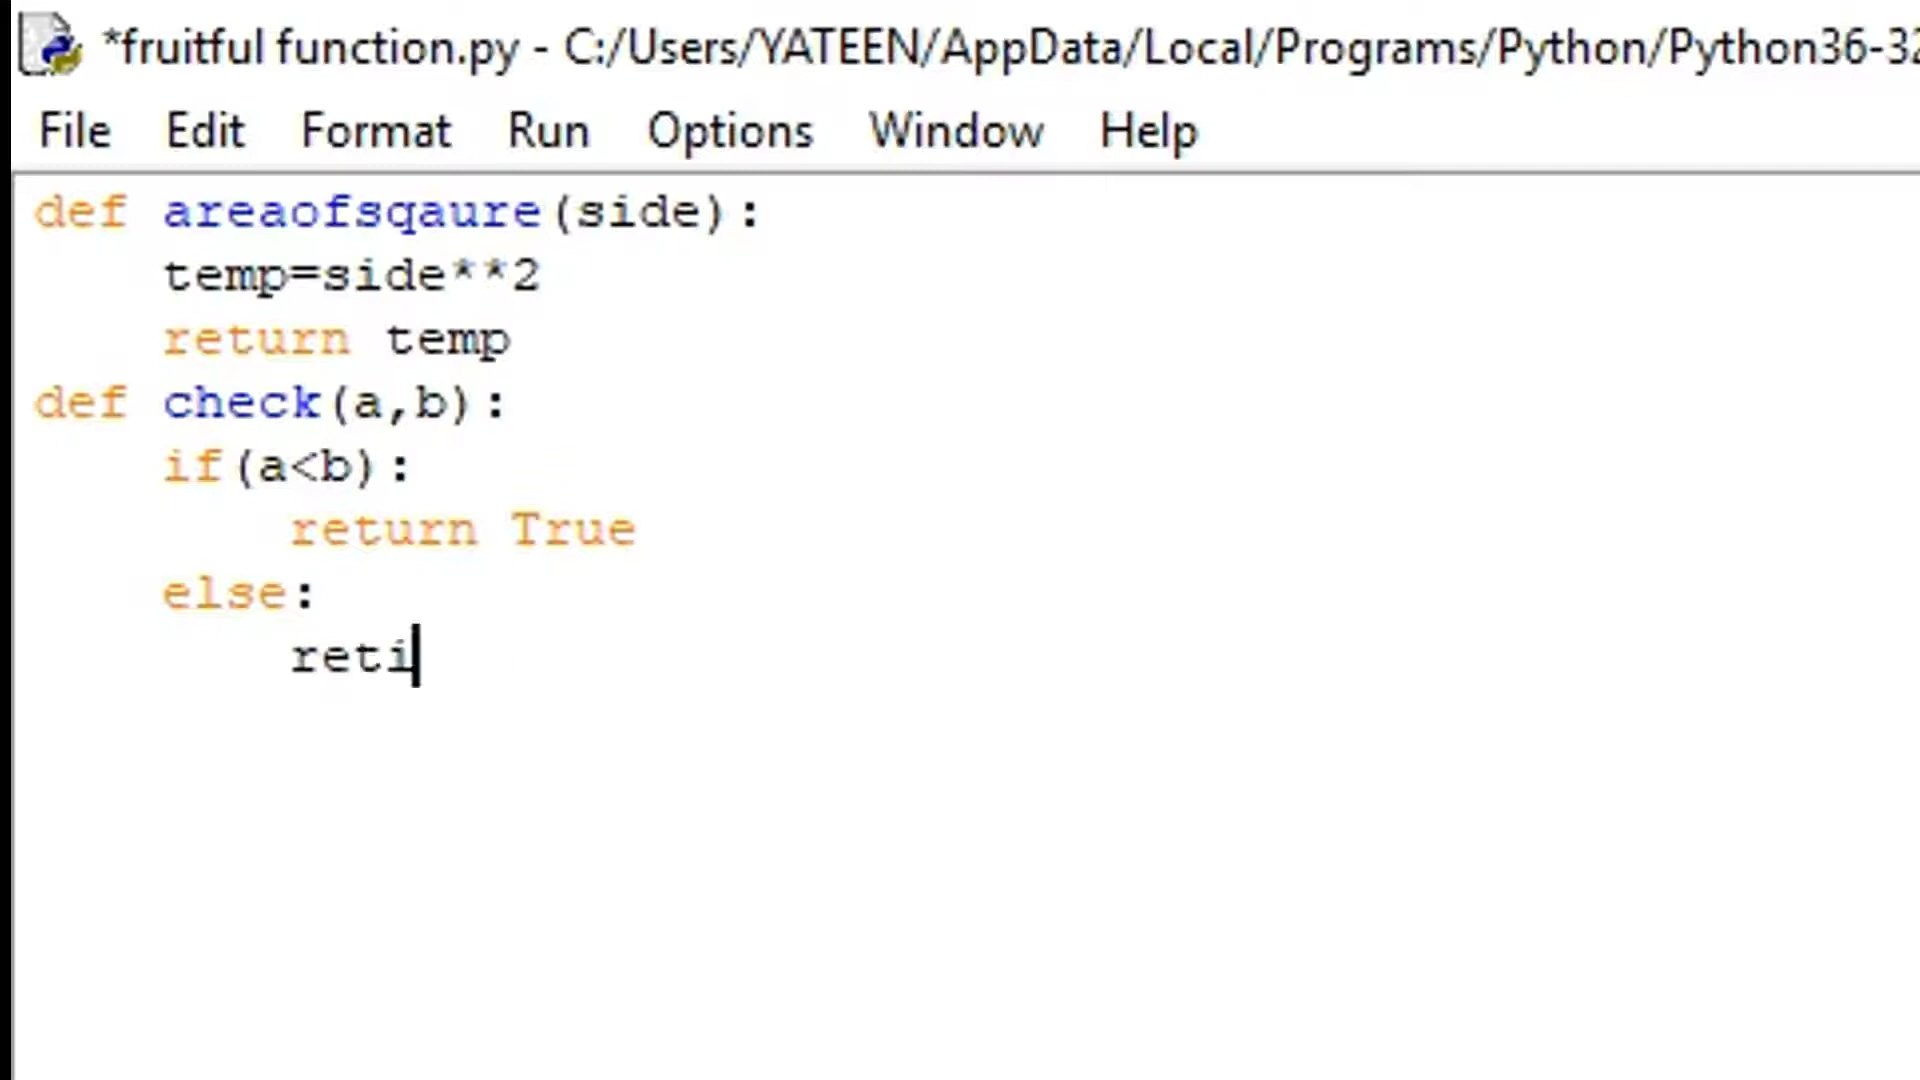 *fruitful function.py - C:/Users/YATEEN/AppData/Local/Programs/Python/Python36-32
File Edit Format Run Options Window Help
def areaofsqaure(side):
    temp=side**2
    return temp
def check(a,b):
    if(a<b):
        return True
    else:
        reti